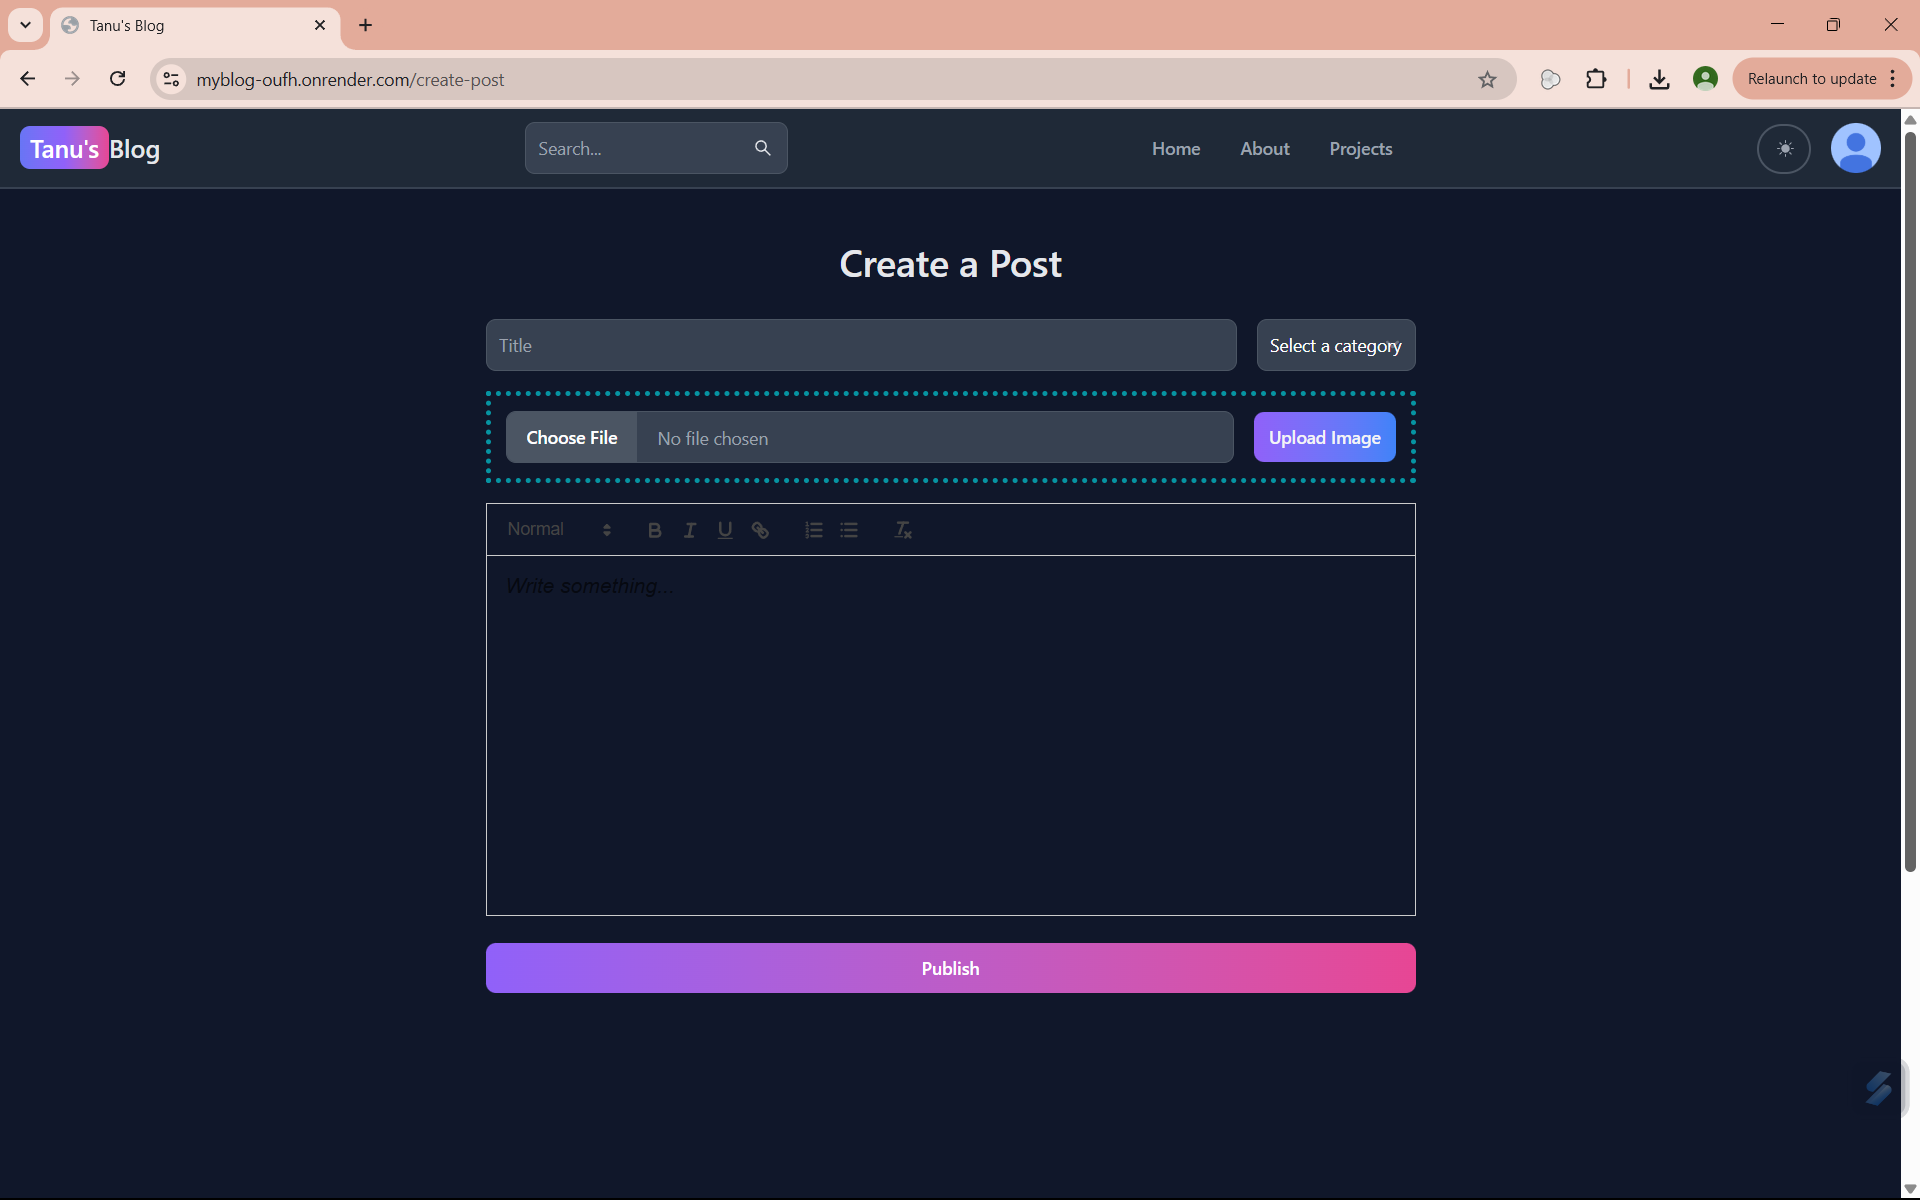 Tanu's Blog
myblog-oufh.onrender.com/create-post
Relaunch to update
Tanu's Blog
Search...
Home
About
Projects
Create a Post
Title
Select a category
Choose File
No file chosen
Upload Image
Normal
Write something...
Publish